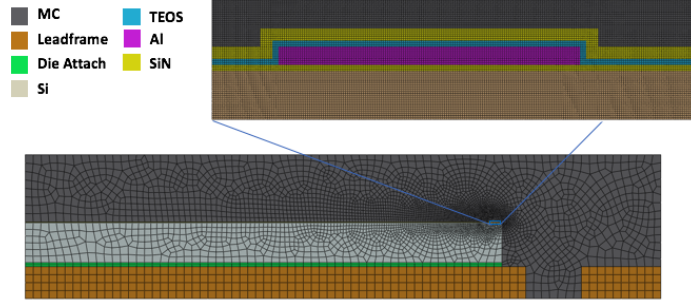 MC
Leadframe
Die Attach
Si
TEOS
Al
SiN